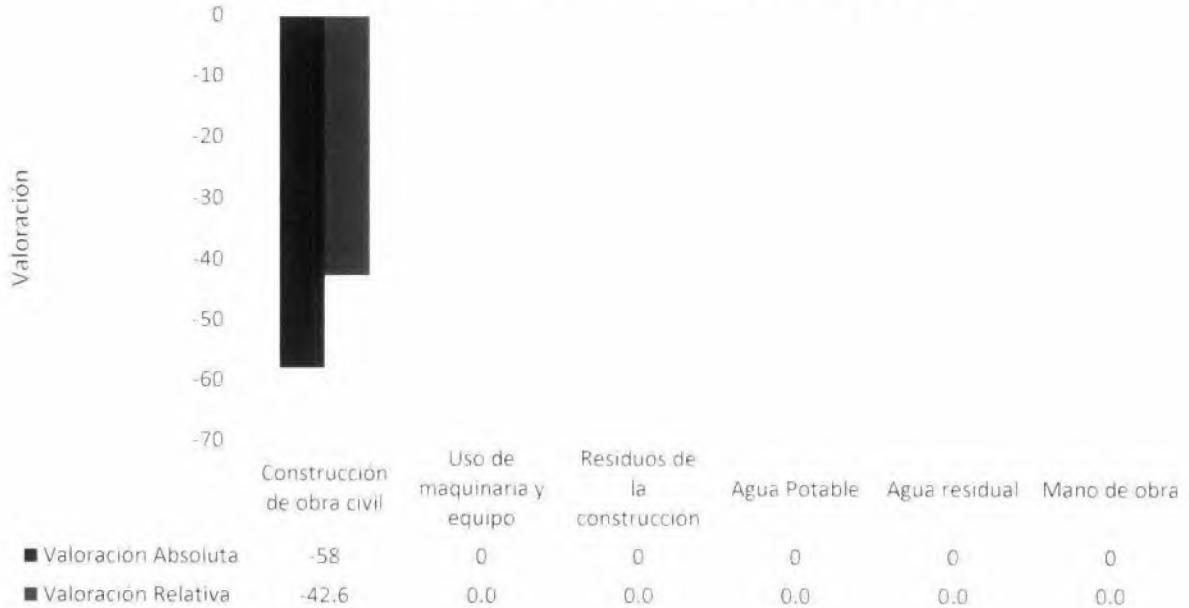 0
-10
-20
-30
-40
-50
-60
-70
Valoración
Construcción de obra civil
Uso de maquinaria y equipo
Residuos de la construccion
Agua Potable
Agua residual
Mano de obra
■ Valoración Absoluta -58 0 0 0 0 0
■ Valoración Relativa -42.6 0.0 0.0 0.0 0.0 0.0